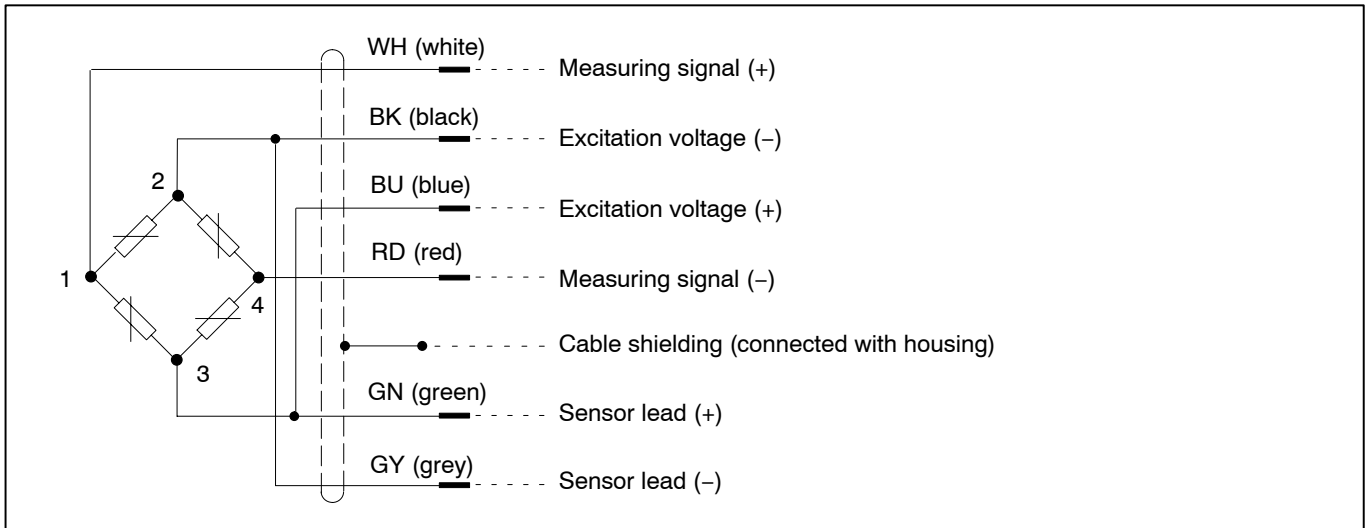 WH (white)
Measuring signal (+)
BK (black)
Excitation voltage (−)
2
BU (blue)
Excitation voltage (+)
RD (red)
1
4
Measuring signal (−)
Cable shielding (connected with housing)
3
GN (green)
Sensor lead (+)
GY (grey)
Sensor lead (−)